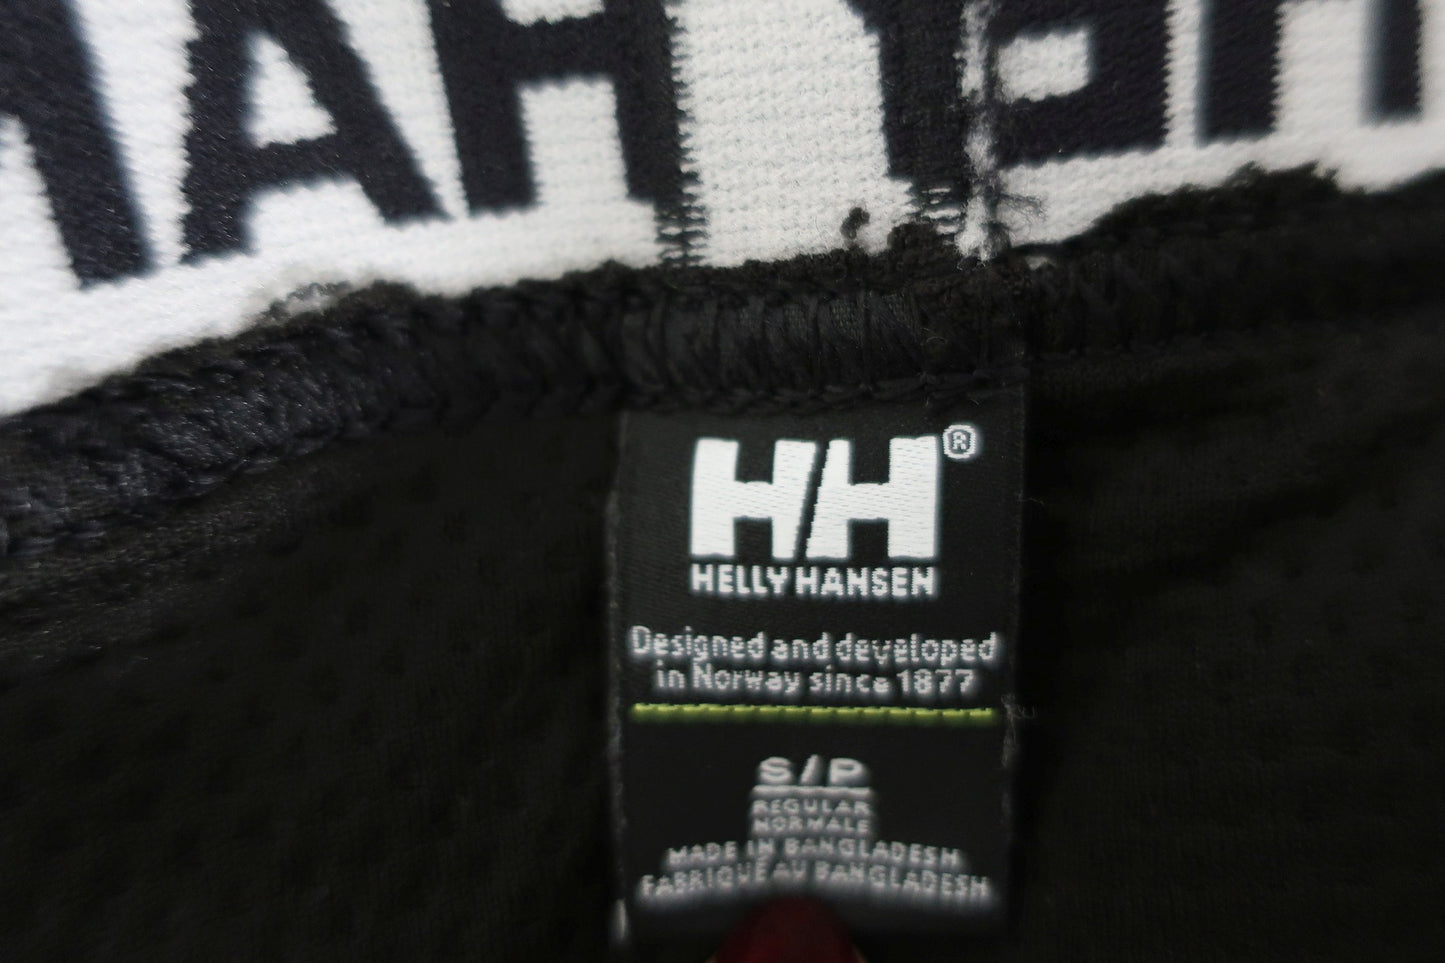 HH®
HELLY HANSEN
Designed and developed
in Norway since 1877
S/P
REGULAR
NORMALE
MADE IN BANGLADESH
FABRIQUÉ AU BANGLADESH